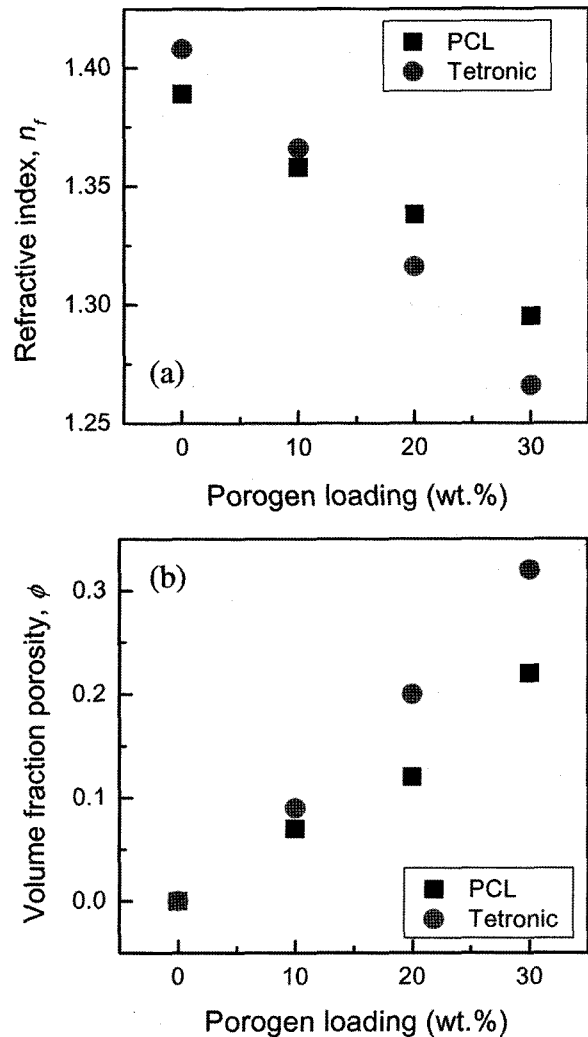 PCL
Tetronic
1.40
1.35
1.30
1.25
Refractive index, n_f
(a)
0 10 20 30
Porogen loading (wt.%)
(b)
0.3
0.2
0.1
0.0
Volume fraction porosity, ϕ
PCL
Tetronic
0 10 20 30
Porogen loading (wt.%)